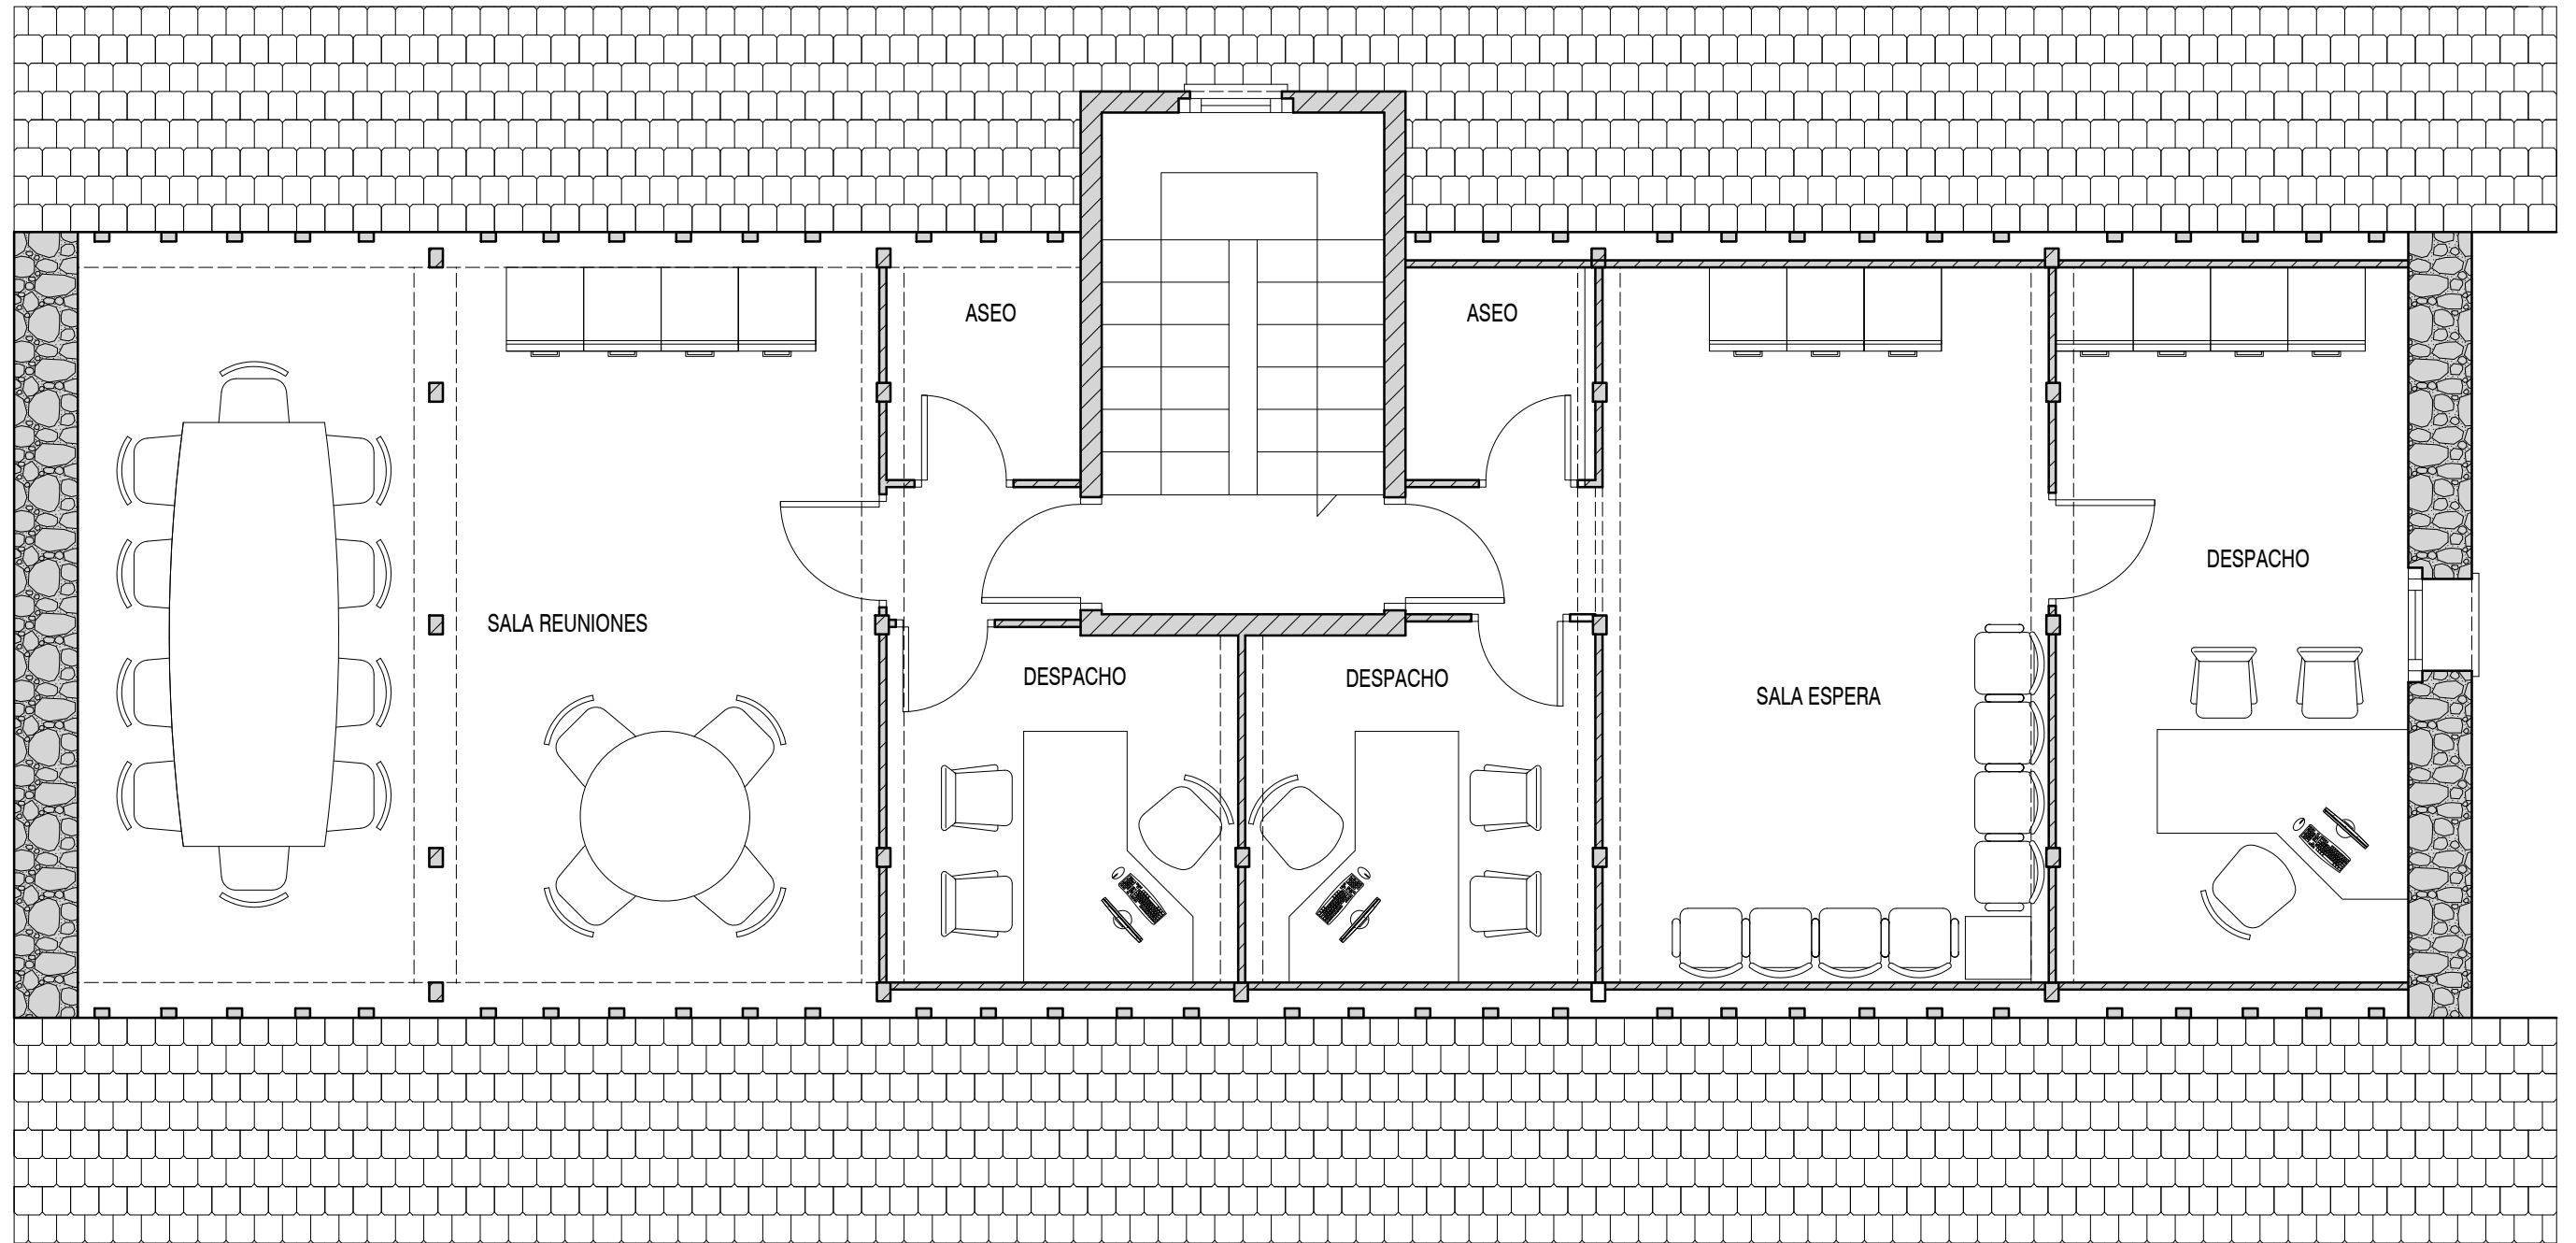 ASEO
ASEO
DESPACHO
SALA REUNIONES
DESPACHO
DESPACHO
SALA ESPERA